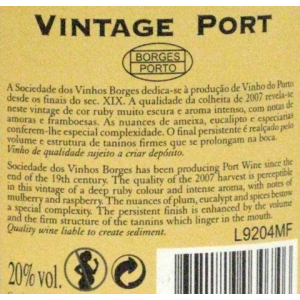 VINTAGE PORT
BORGES
PORTO
A Sociedade dos Vinhos Borges dedica-se à produção de Vinho do Porto
desde os finais do sec. XIX. A qualidade da colheita de 2007 revela-se
neste vintage de cor ruby muito escura e aroma intenso, com notas de
amoras e framboesas. As nuances de ameixa, eucalipto e especiarias
conferem-lhe especial complexidade. O final persistente é realçado pelo
volume e estrutura de taninos firmes que se prolongam na boca.
Vinho de qualidade sujeito a criar depósito.
Sociedade dos Vinhos Borges has been producing Port Wine since the
end of the 19th century. The quality of the 2007 harvest is perceptible
in this vintage of a deep ruby colour and intense aroma, with notes of
mulberry and raspberry. The nuances of plum, eucalypt and spices become
a special complexity. The persistent finish is enhanced by the volume
and the firm structure of the tannins which linger in the mouth.
Quality wine liable to create sediment.
L9204MF
20% vol.